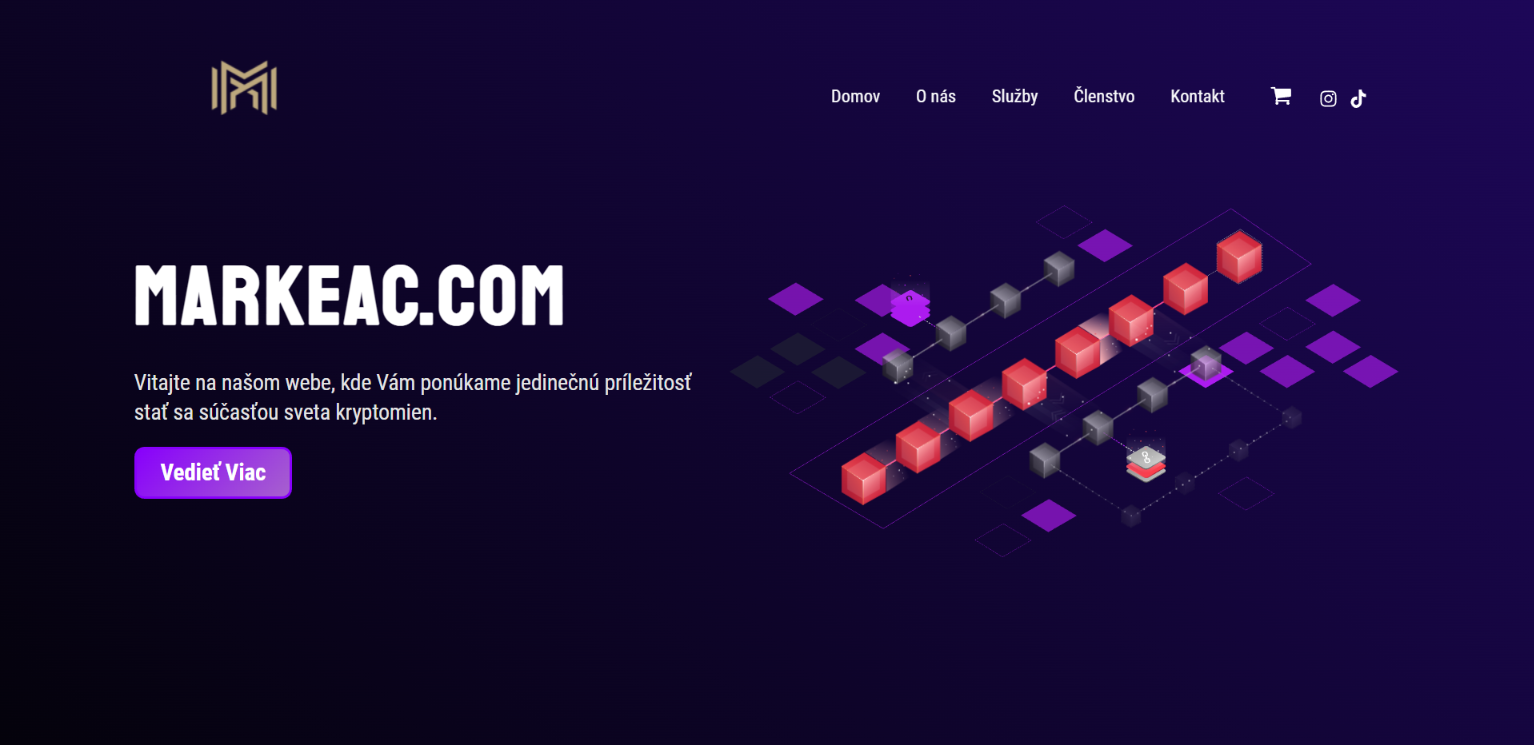 Domov O nás Služby Členstvo Kontakt
MARKEAC.COM
Vitajte na našom webe, kde Vám ponúkame jedinečnú príležitosť
stať sa súčasťou sveta kryptomien.
Vedieť Viac